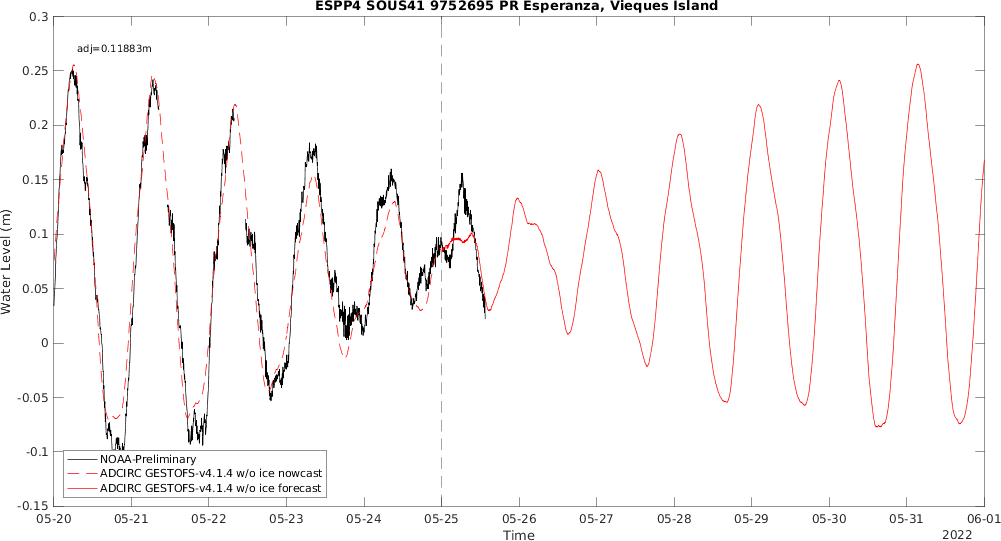 ESPP4 SOUS41 9752695 PR Esperanza, Vieques Island
adj=0.11883m
Water Level (m)
0.3
0.25
0.2
0.15
0.1
0.05
0
-0.05
-0.1
-0.15
NOAA-Preliminary
ADCIRC GESTOFS-v4.1.4 w/o ice nowcast
ADCIRC GESTOFS-v4.1.4 w/o ice forecast
05-20 05-21 05-22 05-23 05-24 05-25 05-26 05-27 05-28 05-29 05-30 05-31 06-01
Time
2022